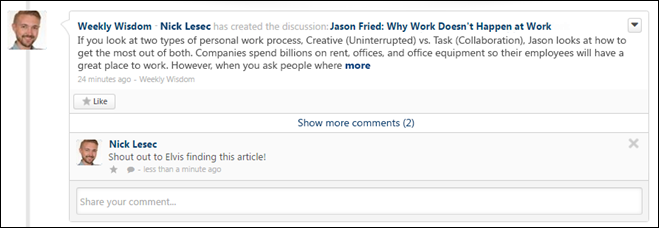 Weekly Wisdom · Nick Lesec has created the discussion: Jason Fried: Why Work Doesn't Happen at Work
If you look at two types of personal work process, Creative (Uninterrupted) vs. Task (Collaboration), Jason looks at how to
get the most out of both. Companies spend billions on rent, offices, and office equipment so their employees will have a
great place to work. However, when you ask people where more
24 minutes ago - Weekly Wisdom
Like
Show more comments (2)
Nick Lesec
Shout out to Elvis finding this article!
- less than a minute ago
Share your comment...